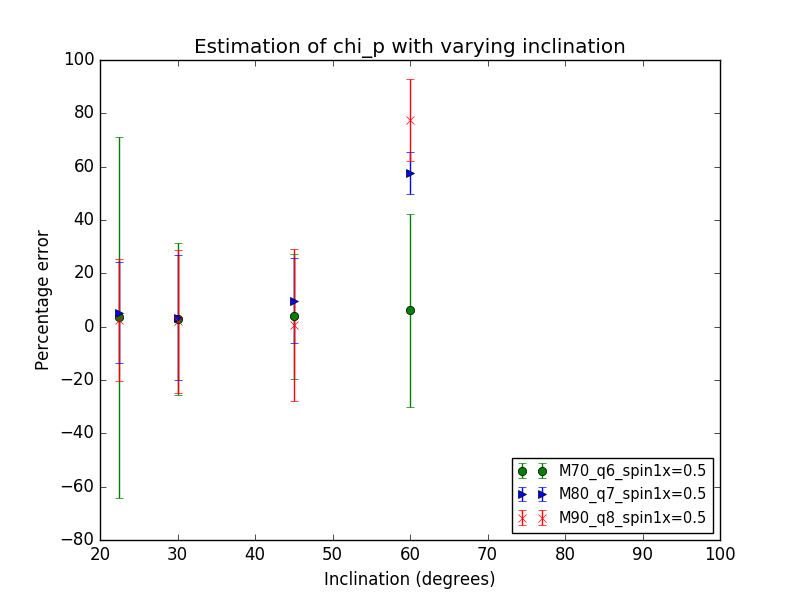 Estimation of chi_p with varying inclination
100
80
60
40
20
0
−20
−40
−60
−80
Percentage error
20 30 40 50 60 70 80 90 100
Inclination (degrees)
M70_q6_spin1x=0.5
M80_q7_spin1x=0.5
M90_q8_spin1x=0.5